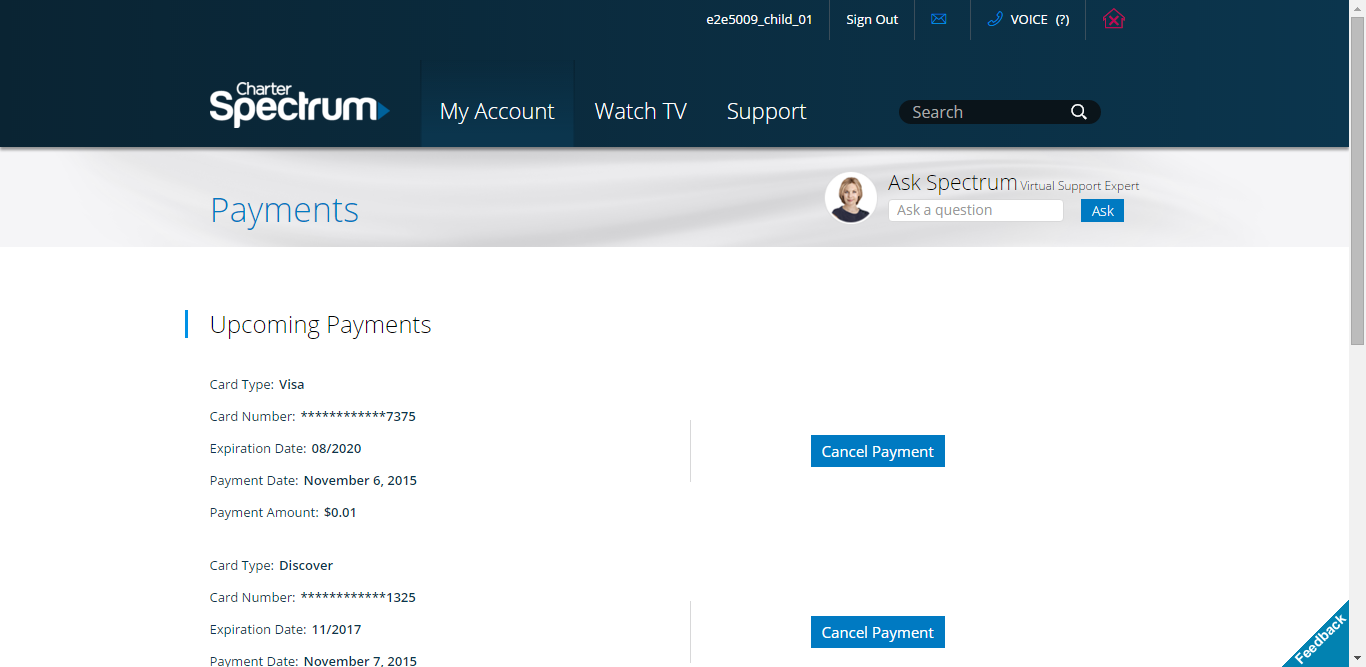 e2e5009_child_01 Sign Out VOICE (?)
Charter
Spectrum My Account Watch TV Support Search
Ask Spectrum Virtual Support Expert
Payments
Ask a question Ask
Upcoming Payments
Card Type: Visa
Card Number: ************7375
Expiration Date: 08/2020
Cancel Payment
Payment Date: November 6, 2015
Payment Amount: $0.01
Card Type: Discover
Card Number: ************1325
Expiration Date: 11/2017
Cancel Payment
Payment Date: November 7, 2015
Feedback